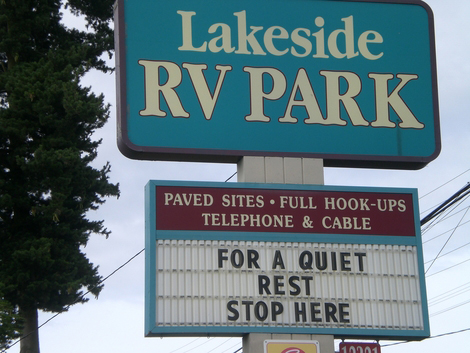 Lakeside
RV PARK
PAVED SITES • FULL HOOK-UPS
TELEPHONE & CABLE
FOR A QUIET
REST
STOP HERE